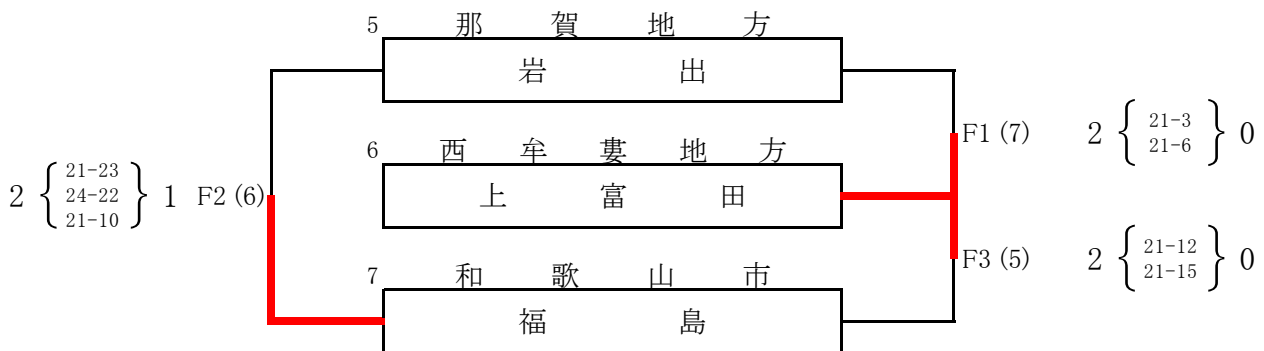 5 那賀地方
岩出
F1 (7) 2 { 21-3 } 0
21-6
6 西牟婁地方
上富田
2 { 21-23 } 1 F2 (6)
24-22
21-10
F3 (5) 2 { 21-12 } 0
21-15
7 和歌山市
福島